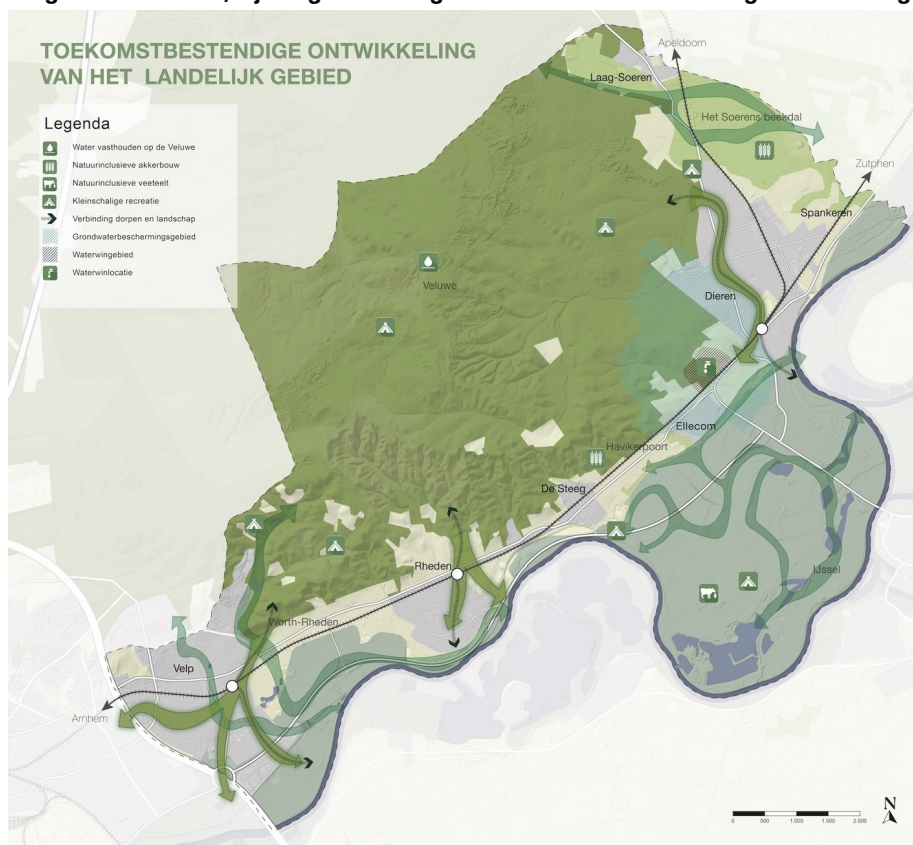 TOEKOMSTBESTENDIGE ONTWIKKELING
VAN HET LANDELIJK GEBIED
Legenda
Water vasthouden op de Veluwe
Natuurinclusieve akkerbouw
Natuurinclusieve veeteelt
Kleinschalige recreatie
Verbinding dorpen en landschap
Grondwaterbeschermingsgebied
Waterwingebied
Waterwinlocatie
Apeldoorn
Laag-Soeren
Het Soerens beekdal
Zutphen
Spankeren
Veluwe
Dieren
Ellecom
Havikerpoort
De Steeg
Rheden
IJssel
Worth-Rheden
Velp
Arnhem
N
0 500 1.000 1.500 2.000